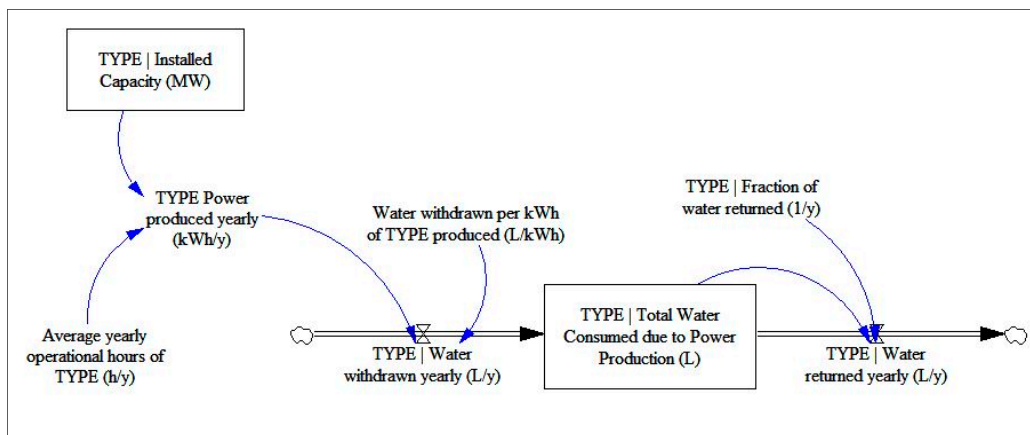 TYPE | Installed
Capacity (MW)
TYPE Power
produced yearly
(kWh/y)
Water withdrawn per kWh
of TYPE produced (L/kWh)
TYPE | Fraction of
water returned (1/y)
Average yearly
operational hours of
TYPE (h/y)
TYPE | Water
withdrawn yearly (L/y)
TYPE | Total Water
Consumed due to Power
Production (L)
TYPE | Water
returned yearly (L/y)